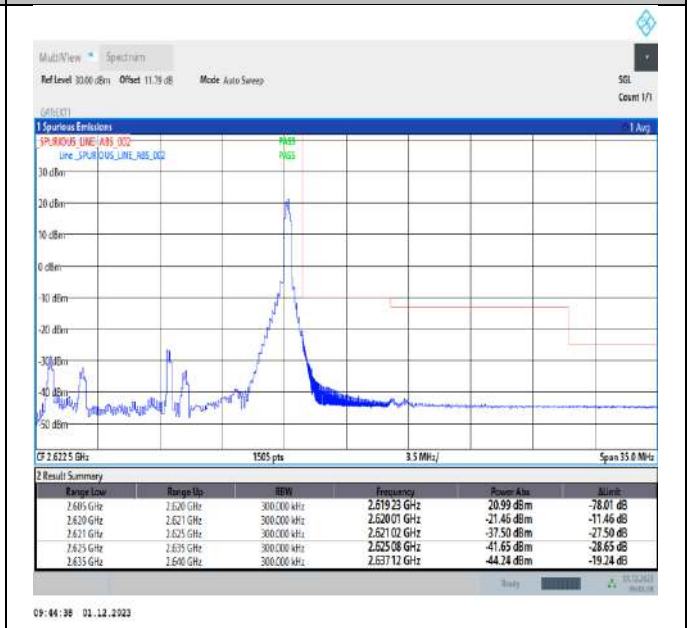 MultiView Spectrum
Ref Level 30.00 dBm Offset 11.79 dB Mode Auto Sweep SGL
Count 1/1
1 Spurious Emissions 1 Avg
_SPURIOUS_LINE_ABS_002 PASS
Line _SPURIOUS_LINE_ABS_002 PASS
30 dBm
20 dBm
10 dBm
0 dBm
-10 dBm
-20 dBm
-30 dBm
-40 dBm
-50 dBm
CF 2.6225 GHz 1505 pts 3.5 MHz/ Span 35.0 MHz
2 Result Summary
Range Low Range Up RBW Frequency Power Abs ΔLimit
2.605 GHz 2.620 GHz 300.000 kHz 2.61923 GHz 20.99 dBm -78.01 dB
2.620 GHz 2.621 GHz 300.000 kHz 2.62001 GHz -21.46 dBm -11.46 dB
2.621 GHz 2.625 GHz 300.000 kHz 2.62102 GHz -37.50 dBm -27.50 dB
2.625 GHz 2.635 GHz 300.000 kHz 2.62508 GHz -41.65 dBm -28.65 dB
2.635 GHz 2.640 GHz 300.000 kHz 2.63712 GHz -44.24 dBm -19.24 dB
Ready
09:44:38 01.12.2023